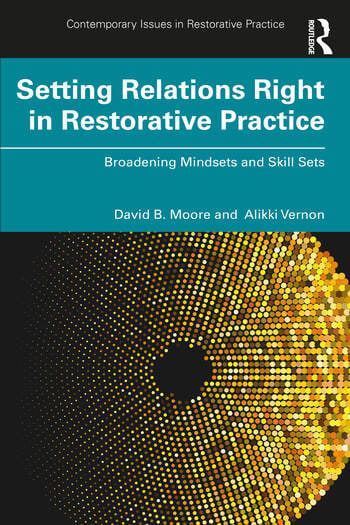 Contemporary Issues in Restorative Practice
ROUTLEDGE
Setting Relations Right
in Restorative Practice
Broadening Mindsets and Skill Sets
David B. Moore and Alikki Vernon